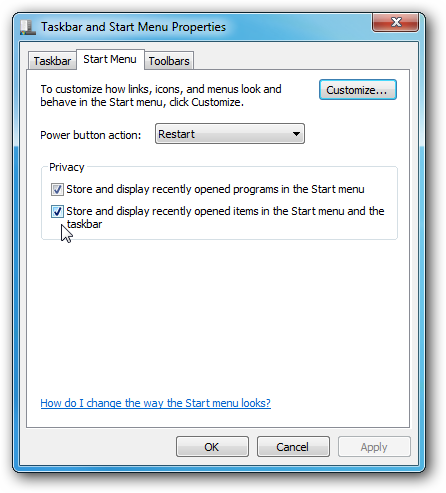 Taskbar and Start Menu Properties
Taskbar Start Menu Toolbars
To customize how links, icons, and menus look and
behave in the Start menu, click Customize.
Customize...
Power button action: Restart
Privacy
Store and display recently opened programs in the Start menu
Store and display recently opened items in the Start menu and the
taskbar
How do I change the way the Start menu looks?
OK Cancel Apply